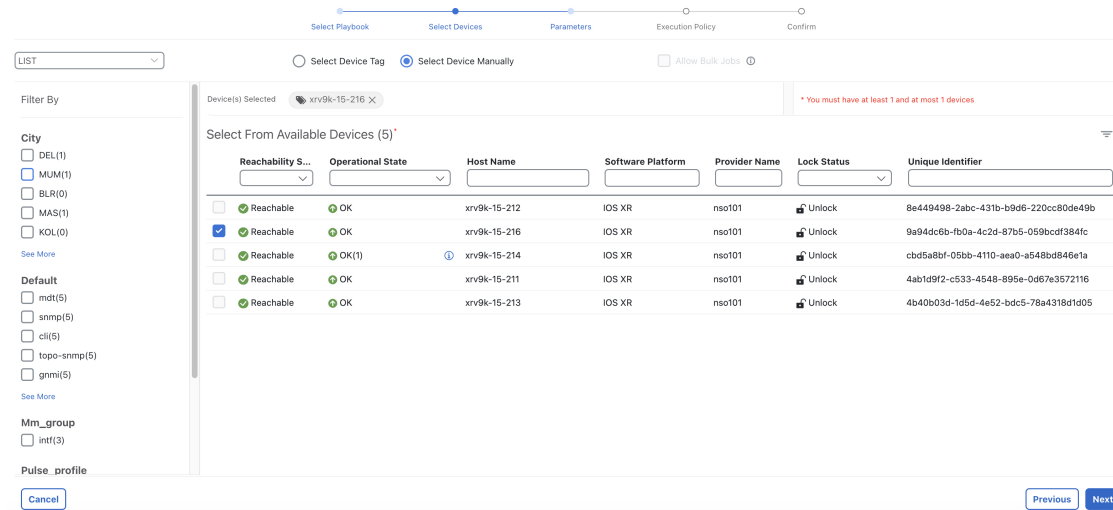 Select Playbook Select Devices Parameters Execution Policy Confirm
LIST Select Device Tag Select Device Manually Allow Bulk Jobs
Filter By
Device(s) Selected xrv9k-15-216 * You must have at least 1 and at most 1 devices
City
DEL(1)
MUM(1)
BLR(0)
MAS(1)
KOL(0)
See More
Default
mdt(5)
snmp(5)
cli(5)
topo-snmp(5)
gnmi(5)
See More
Mm_group
intf(3)
Pulse_profile
Select From Available Devices (5)*
Reachability S... Operational State Host Name Software Platform Provider Name Lock Status Unique Identifier
Reachable OK xrv9k-15-212 IOS XR nso101 Unlock 8e449498-2abc-431b-b9d6-220cc80de49b
Reachable OK xrv9k-15-216 IOS XR nso101 Unlock 9a94dc6b-fb0a-4c2d-87b5-059bcdf384fc
Reachable OK(1) xrv9k-15-214 IOS XR nso101 Unlock cbd5a8bf-05bb-4110-aea0-a548bd846e1a
Reachable OK xrv9k-15-211 IOS XR nso101 Unlock 4ab1d9f2-c533-4548-895e-0d67e3572116
Reachable OK xrv9k-15-213 IOS XR nso101 Unlock 4b40b03d-1d5d-4e52-bdc5-78a4318d1d05
Cancel Previous Next